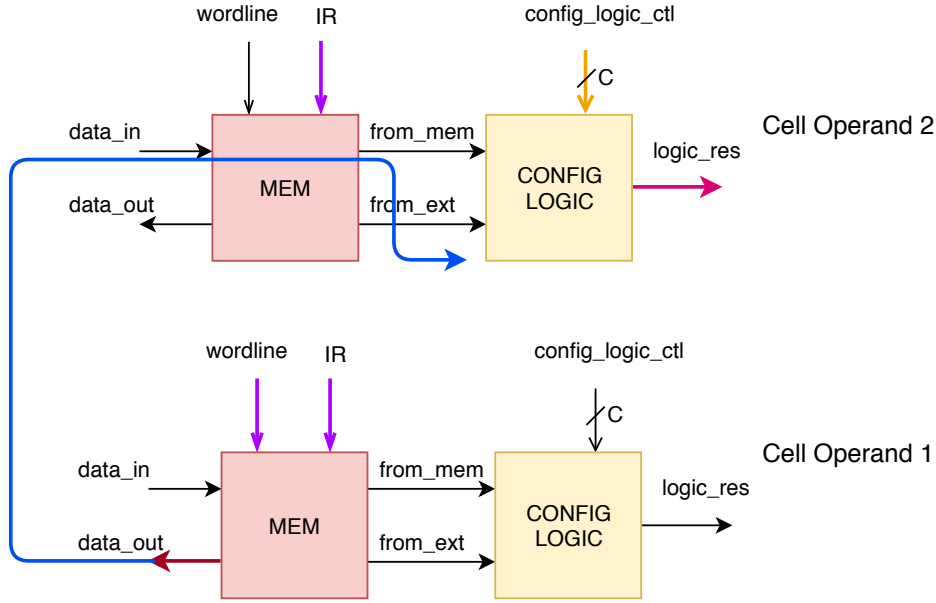 wordline
IR
config_logic_ctl
C
data_in
from_mem
Cell Operand 2
logic_res
MEM
CONFIG
LOGIC
data_out
from_ext
wordline
IR
config_logic_ctl
C
data_in
from_mem
Cell Operand 1
logic_res
MEM
CONFIG
LOGIC
data_out
from_ext